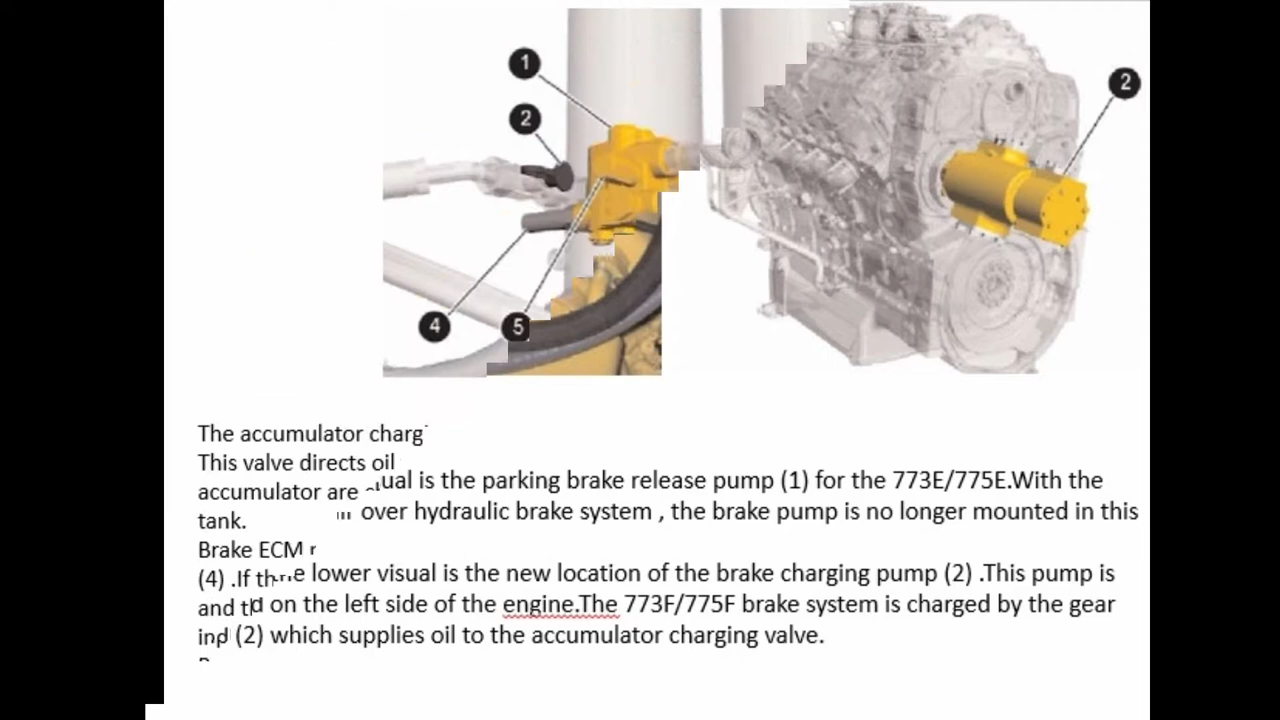 1
2
2
4
5
The accumulator charg
This valve directs oil
ual is the parking brake release pump (1) for the 773E/775E.With the
accumulator are
over hydraulic brake system , the brake pump is no longer mounted in this
tank.
Brake ECM
e lower visual is the new location of the brake charging pump (2) .This pump is
(4) .If th
on the left side of the engine.The 773F/775F brake system is charged by the gear
and
(2) which supplies oil to the accumulator charging valve.